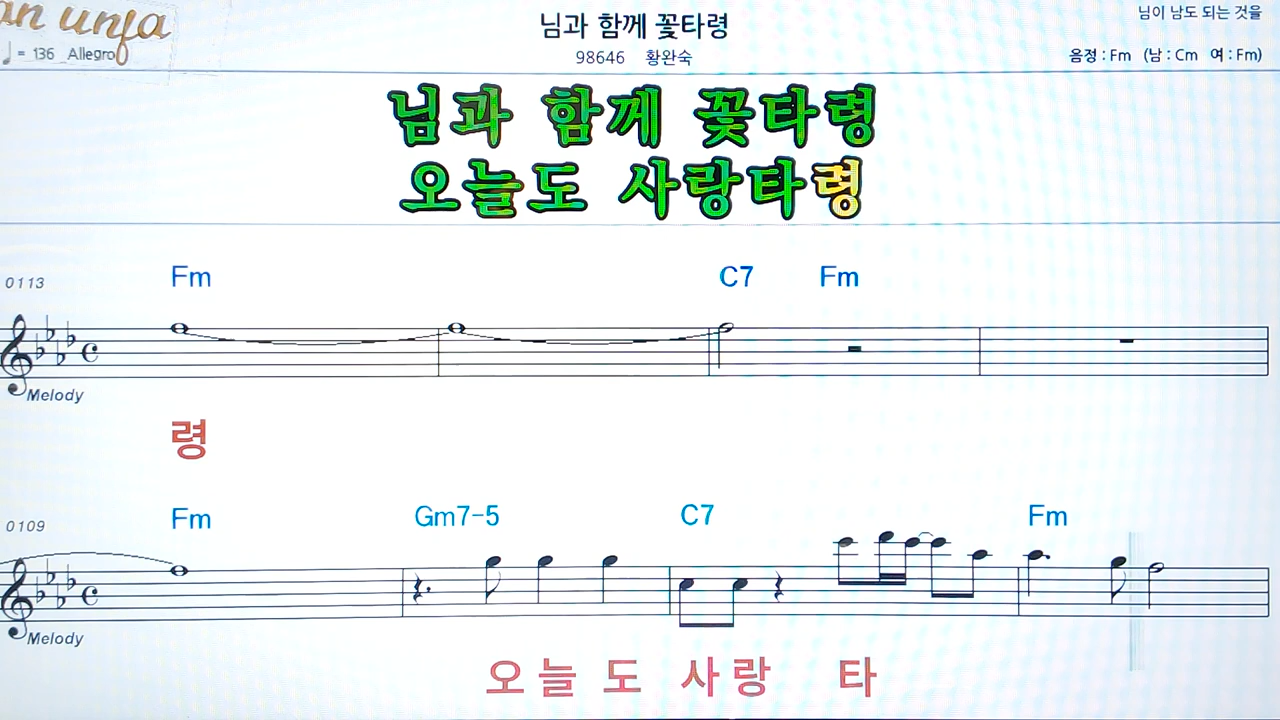 an unfa
님과 함께 꽃타령
님이 남도 되는 것을
♩= 136 Allegro
98646 황완숙
음정 : Fm (남 : Cm 여 : Fm)
님과 함께 꽃타령
오늘도 사랑타령
0113 Fm C7 Fm
Melody
령
0109 Fm Gm7-5 C7 Fm
Melody
오 늘 도 사 랑 타